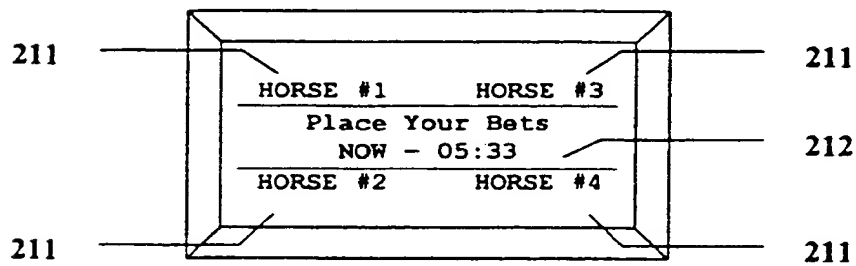 211 211
HORSE #1 HORSE #3
Place Your Bets
NOW - 05:33 212
HORSE #2 HORSE #4
211 211